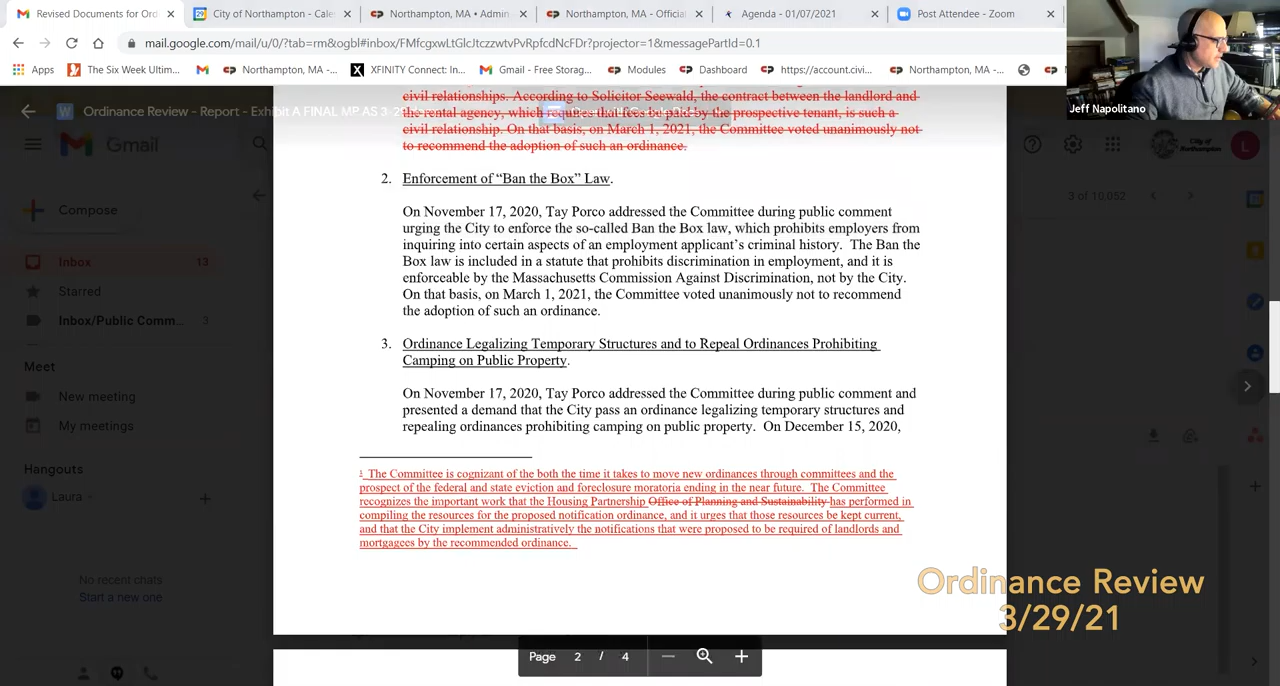 Revised Documents for Ord
City of Northampton - Cale
Northampton, MA • Admin
Northampton, MA - Official
Agenda - 01/07/2021
Post Attendee - Zoom
mail.google.com/mail/u/0/?tab=rm&ogbl#inbox/FMfcgxwLtGlcJtczzwtvPvRpfcdNcFDr?projector=1&messagePartId=0.1
Apps
The Six Week Ultim...
Northampton, MA -...
XFINITY Connect: In...
Gmail - Free Storag...
Modules
Dashboard
https://account.civi...
Northampton, MA -...
Jeff Napolitano
Ordinance Review - Report - Exhibit A FINAL MP AS 3-29
civil relationships. According to Solicitor Seewald, the contract between the landlord and
the rental agency, which requires that fees be paid by the prospective tenant, is such a
civil relationship. On that basis, on March 1, 2021, the Committee voted unanimously not
to recommend the adoption of such an ordinance.
Gmail
City of
Northampton
L
Compose
3 of 10,052
Inbox
13
Starred
Inbox/Public Comm...
3
Meet
New meeting
My meetings
Hangouts
Laura
No recent chats
Start a new one
2. Enforcement of “Ban the Box” Law.
On November 17, 2020, Tay Porco addressed the Committee during public comment
urging the City to enforce the so-called Ban the Box law, which prohibits employers from
inquiring into certain aspects of an employment applicant’s criminal history. The Ban the
Box law is included in a statute that prohibits discrimination in employment, and it is
enforceable by the Massachusetts Commission Against Discrimination, not by the City.
On that basis, on March 1, 2021, the Committee voted unanimously not to recommend
the adoption of such an ordinance.
3. Ordinance Legalizing Temporary Structures and to Repeal Ordinances Prohibiting
Camping on Public Property.
On November 17, 2020, Tay Porco addressed the Committee during public comment and
presented a demand that the City pass an ordinance legalizing temporary structures and
repealing ordinances prohibiting camping on public property. On December 15, 2020,
The Committee is cognizant of the both the time it takes to move new ordinances through committees and the
prospect of the federal and state eviction and foreclosure moratoria ending in the near future. The Committee
recognizes the important work that the Housing Partnership Office of Planning and Sustainability has performed in
compiling the resources for the proposed notification ordinance, and it urges that those resources be kept current,
and that the City implement administratively the notifications that were proposed to be required of landlords and
mortgagees by the recommended ordinance.
Ordinance Review
3/29/21
Page 2 / 4